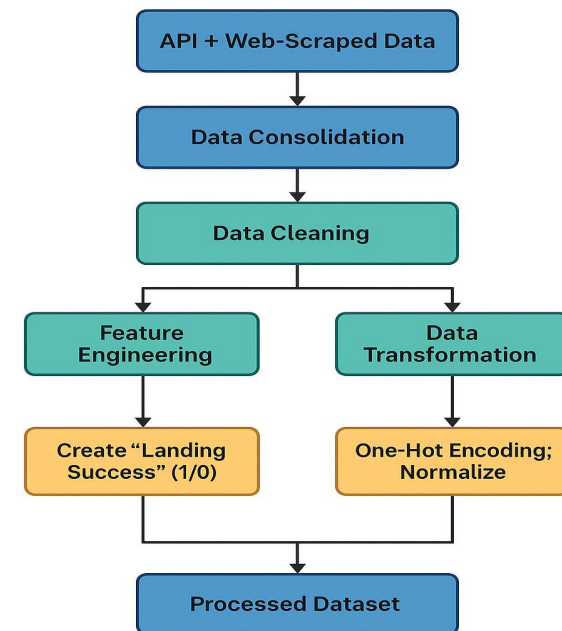 API + Web-Scraped Data
Data Consolidation
Data Cleaning
Feature
Engineering
Data
Transformation
Create “Landing
Success” (1/0)
One-Hot Encoding;
Normalize
Processed Dataset